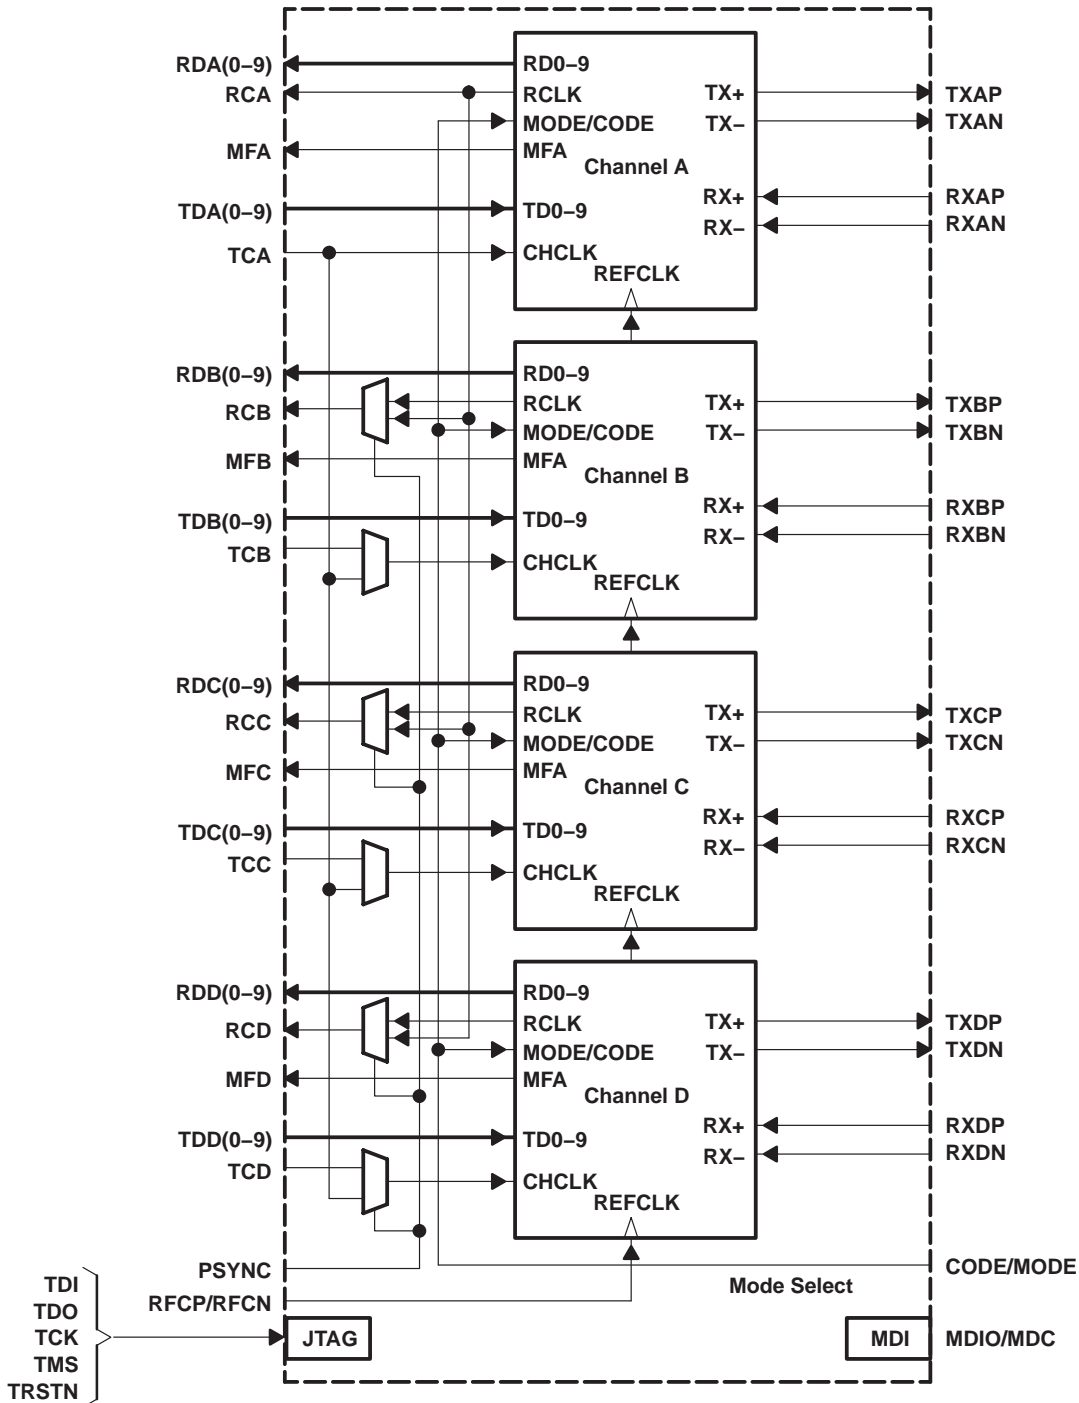 RDA(0–9)
RCA
MFA
TDA(0–9)
TCA
RD0–9
RCLK
MODE/CODE
MFA
Channel A
TD0–9
CHCLK
REFCLK
TX+
TX–
RX+
RX–
TXAP
TXAN
RXAP
RXAN
RDB(0–9)
RCB
MFB
TDB(0–9)
TCB
RD0–9
RCLK
MODE/CODE
MFA
Channel B
TD0–9
CHCLK
REFCLK
TX+
TX–
RX+
RX–
TXBP
TXBN
RXBP
RXBN
RDC(0–9)
RCC
MFC
TDC(0–9)
TCC
RD0–9
RCLK
MODE/CODE
MFA
Channel C
TD0–9
CHCLK
REFCLK
TX+
TX–
RX+
RX–
TXCP
TXCN
RXCP
RXCN
RDD(0–9)
RCD
MFD
TDD(0–9)
TCD
RD0–9
RCLK
MODE/CODE
MFA
Channel D
TD0–9
CHCLK
REFCLK
TX+
TX–
RX+
RX–
TXDP
TXDN
RXDP
RXDN
PSYNC
RFCP/RFCN
Mode Select
CODE/MODE
TDI
TDO
TCK
TMS
TRSTN
JTAG
MDI
MDIO/MDC